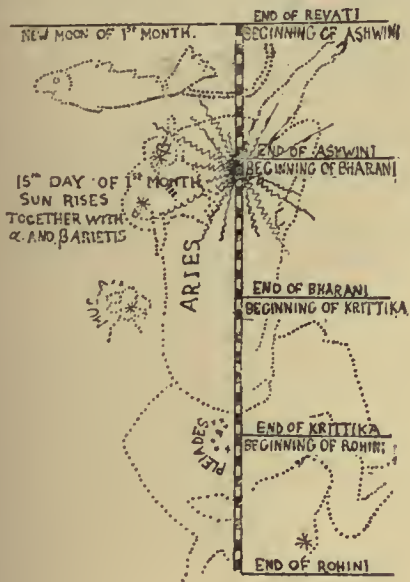 END OF REVATI
NEW MOON OF 1ST MONTH.
BEGINNING OF ASHWINI
END OF ASHWINI
BEGINNING OF BHARANI
15TH DAY OF 1ST MONTH
SUN RISES
TOGETHER WITH
α AND β ARIETIS
β
α
ARIES
END OF BHARANI
BEGINNING OF KRITTIKA
END OF KRITTIKA
BEGINNING OF ROHINI
PLEIADES
END OF ROHINI